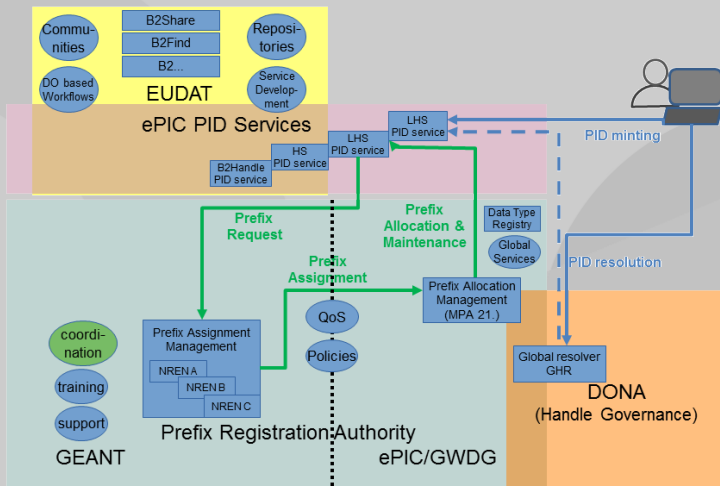 Commu-
nities
B2Share
B2Find
B2...
Reposi-
tories
DO based
Workflows
Service
Develop-
ment
EUDAT
ePIC PID Services
LHS
PID service
LHS
PID service
HS
PID service
B2Handle
PID service
PID minting
Prefix
Request
Prefix
Allocation &
Maintenance
Data Type
Registry
Global
Services
Prefix
Assignment
PID resolution
Prefix Allocation
Management
(MPA 21.)
QoS
Policies
coordi-
nation
training
support
Prefix Assignment
Management
NREN A
NREN B
NREN C
Global resolver
GHR
DONA
(Handle Governance)
Prefix Registration Authority
GEANT
ePIC/GWDG